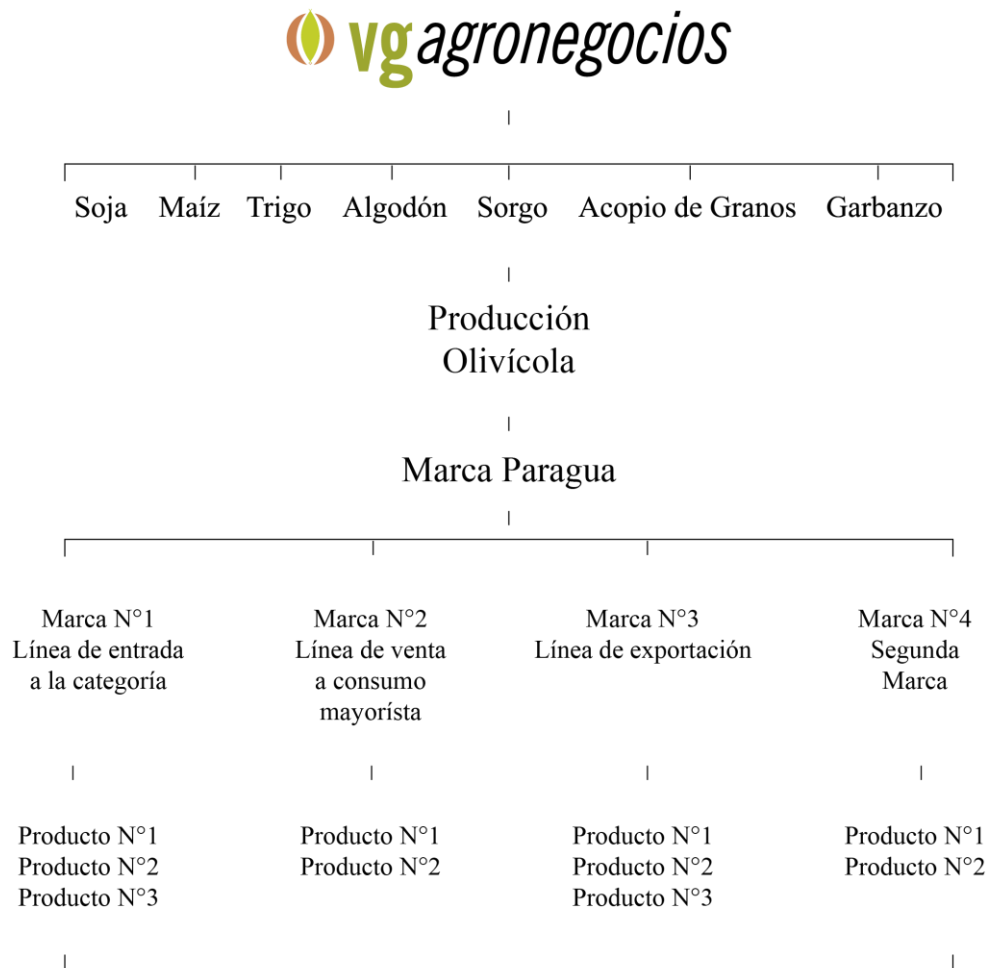 vg agronegocios
Soja Maíz Trigo Algodón Sorgo Acopio de Granos Garbanzo
Producción
Olivícola
Marca Paragua
Marca N°1
Línea de entrada
a la categoría
Marca N°2
Línea de venta
a consumo
mayorísta
Marca N°3
Línea de exportación
Marca N°4
Segunda
Marca
Producto N°1
Producto N°2
Producto N°3
Producto N°1
Producto N°2
Producto N°1
Producto N°2
Producto N°3
Producto N°1
Producto N°2